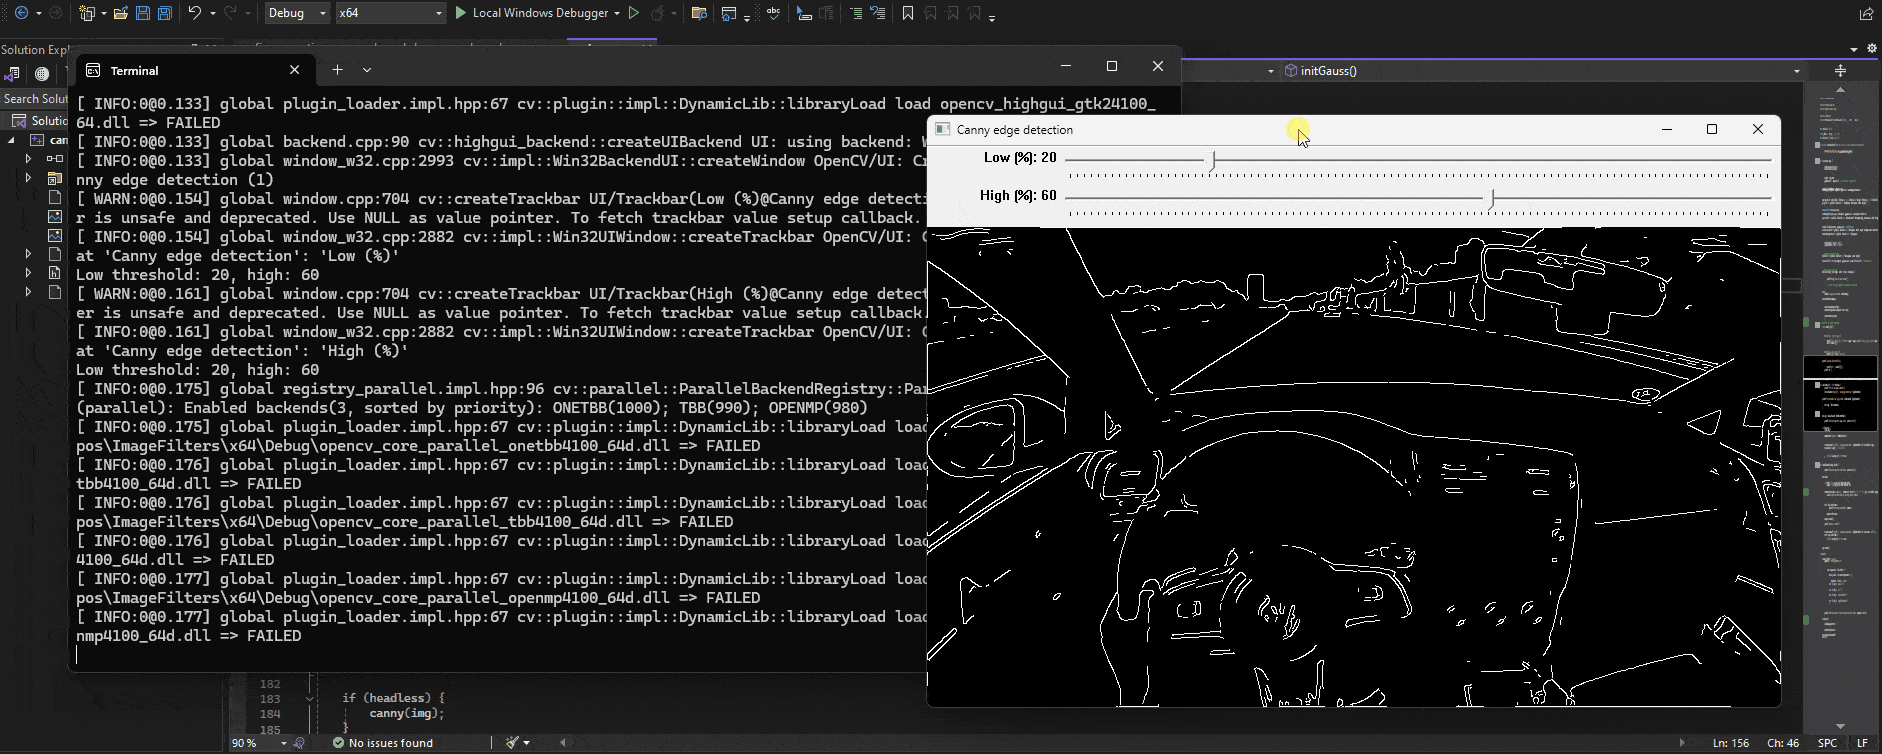 Debug
x64
Local Windows Debugger
abc
Solution Exp
Terminal
initGauss()
Search Solut
Solutio
can
[ INFO:0@0.133] global plugin_loader.impl.hpp:67 cv::plugin::impl::DynamicLib::libraryLoad load opencv_highgui_gtk24100_
64.dll => FAILED
[ INFO:0@0.133] global backend.cpp:90 cv::highgui_backend::createUIBackend UI: using backend: W
[ INFO:0@0.133] global window_w32.cpp:2993 cv::impl::Win32BackendUI::createWindow OpenCV/UI: Cr
nny edge detection (1)
[ WARN:0@0.154] global window.cpp:704 cv::createTrackbar UI/Trackbar(Low (%)@Canny edge detecti
r is unsafe and deprecated. Use NULL as value pointer. To fetch trackbar value setup callback.
[ INFO:0@0.154] global window_w32.cpp:2882 cv::impl::Win32UIWindow::createTrackbar OpenCV/UI: C
at 'Canny edge detection': 'Low (%)'
Low threshold: 20, high: 60
[ WARN:0@0.161] global window.cpp:704 cv::createTrackbar UI/Trackbar(High (%)@Canny edge detect
er is unsafe and deprecated. Use NULL as value pointer. To fetch trackbar value setup callback.
[ INFO:0@0.161] global window_w32.cpp:2882 cv::impl::Win32UIWindow::createTrackbar OpenCV/UI: C
at 'Canny edge detection': 'High (%)'
Low threshold: 20, high: 60
[ INFO:0@0.175] global registry_parallel.impl.hpp:96 cv::parallel::ParallelBackendRegistry::Par
(parallel): Enabled backends(3, sorted by priority): ONETBB(1000); TBB(990); OPENMP(980)
[ INFO:0@0.175] global plugin_loader.impl.hpp:67 cv::plugin::impl::DynamicLib::libraryLoad load
pos\ImageFilters\x64\Debug\opencv_core_parallel_onetbb4100_64d.dll => FAILED
[ INFO:0@0.176] global plugin_loader.impl.hpp:67 cv::plugin::impl::DynamicLib::libraryLoad load
tbb4100_64d.dll => FAILED
[ INFO:0@0.176] global plugin_loader.impl.hpp:67 cv::plugin::impl::DynamicLib::libraryLoad load
pos\ImageFilters\x64\Debug\opencv_core_parallel_tbb4100_64d.dll => FAILED
[ INFO:0@0.176] global plugin_loader.impl.hpp:67 cv::plugin::impl::DynamicLib::libraryLoad load
4100_64d.dll => FAILED
[ INFO:0@0.177] global plugin_loader.impl.hpp:67 cv::plugin::impl::DynamicLib::libraryLoad load
pos\ImageFilters\x64\Debug\opencv_core_parallel_openmp4100_64d.dll => FAILED
[ INFO:0@0.177] global plugin_loader.impl.hpp:67 cv::plugin::impl::DynamicLib::libraryLoad load
nmp4100_64d.dll => FAILED
Canny edge detection
Low (%): 20
High (%): 60
182
183 if (headless) {
184 canny(img);
185 }
90 %
No issues found
Ln: 156
Ch: 46
SPC
LF